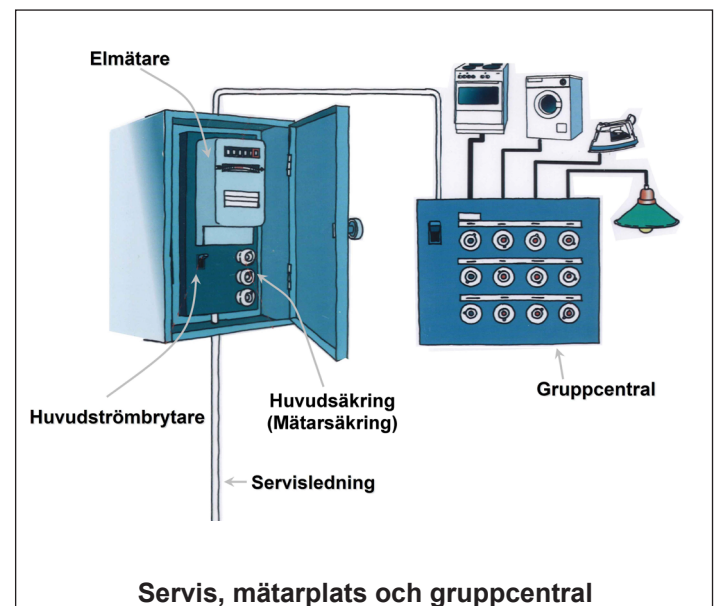 Elmätare
Huvudströmbrytare
Huvudsäkring
(Mätarsäkring)
Gruppcentral
Servisledning
Servis, mätarplats och gruppcentral